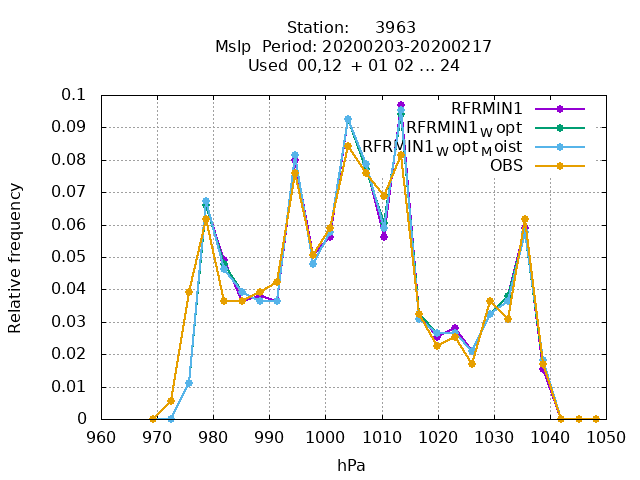 Station: 3963
Mslp Period: 20200203-20200217
Used 00,12 + 01 02 ... 24
RFRMIN1
RFRMIN1Wopt
RFRMIN1WoptMoist
OBS
Relative frequency
0.1
0.09
0.08
0.07
0.06
0.05
0.04
0.03
0.02
0.01
0
960 970 980 990 1000 1010 1020 1030 1040 1050
hPa